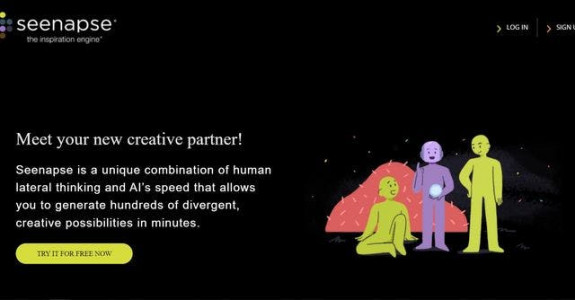 seenapse
the inspiration engine
LOG IN
SIGN
Meet your new creative partner!
Seenapse is a unique combination of human
lateral thinking and AI's speed that allows
you to generate hundreds of divergent,
creative possibilities in minutes.
TRY IT FOR FREE NOW